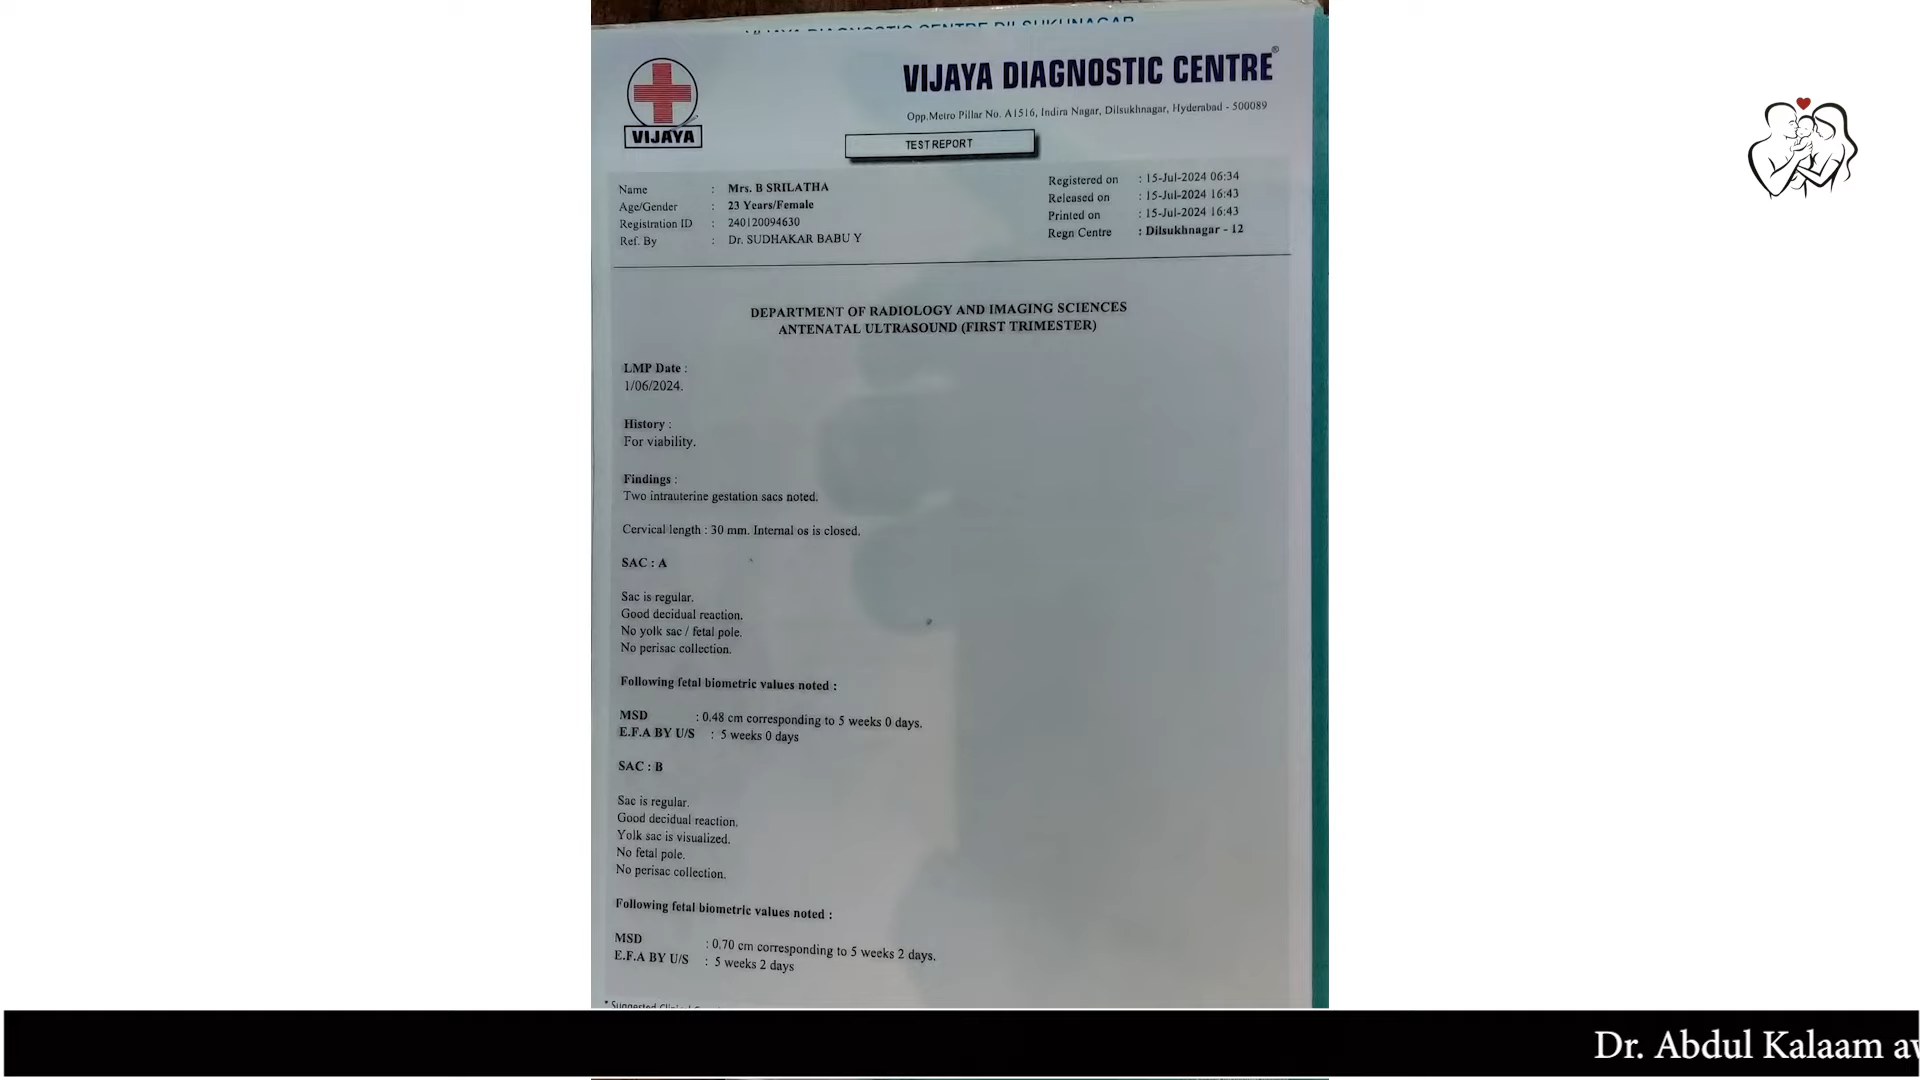 VIJAYA DIAGNOSTIC CENTRE DILSUKHNAGAR
VIJAYA DIAGNOSTIC CENTRE®
Opp.Metro Pillar No. A1516, Indira Nagar, Dilsukhnagar, Hyderabad - 500089
VIJAYA
TEST REPORT
Name : Mrs. B SRILATHA
Age/Gender : 23 Years/Female
Registration ID : 240120094630
Ref. By : Dr. SUDHAKAR BABU Y
Registered on : 15-Jul-2024 06:34
Released on : 15-Jul-2024 16:43
Printed on : 15-Jul-2024 16:43
Regn Centre : Dilsukhnagar - 12
DEPARTMENT OF RADIOLOGY AND IMAGING SCIENCES
ANTENATAL ULTRASOUND (FIRST TRIMESTER)
LMP Date :
1/06/2024.
History :
For viability.
Findings :
Two intrauterine gestation sacs noted.
Cervical length : 30 mm. Internal os is closed.
SAC : A
Sac is regular.
Good decidual reaction.
No yolk sac / fetal pole.
No perisac collection.
Following fetal biometric values noted :
MSD : 0.48 cm corresponding to 5 weeks 0 days.
E.F.A BY U/S : 5 weeks 0 days
SAC : B
Sac is regular.
Good decidual reaction.
Yolk sac is visualized.
No fetal pole.
No perisac collection.
Following fetal biometric values noted :
MSD : 0.70 cm corresponding to 5 weeks 2 days.
E.F.A BY U/S : 5 weeks 2 days
* Suggested
Dr. Abdul Kalaam